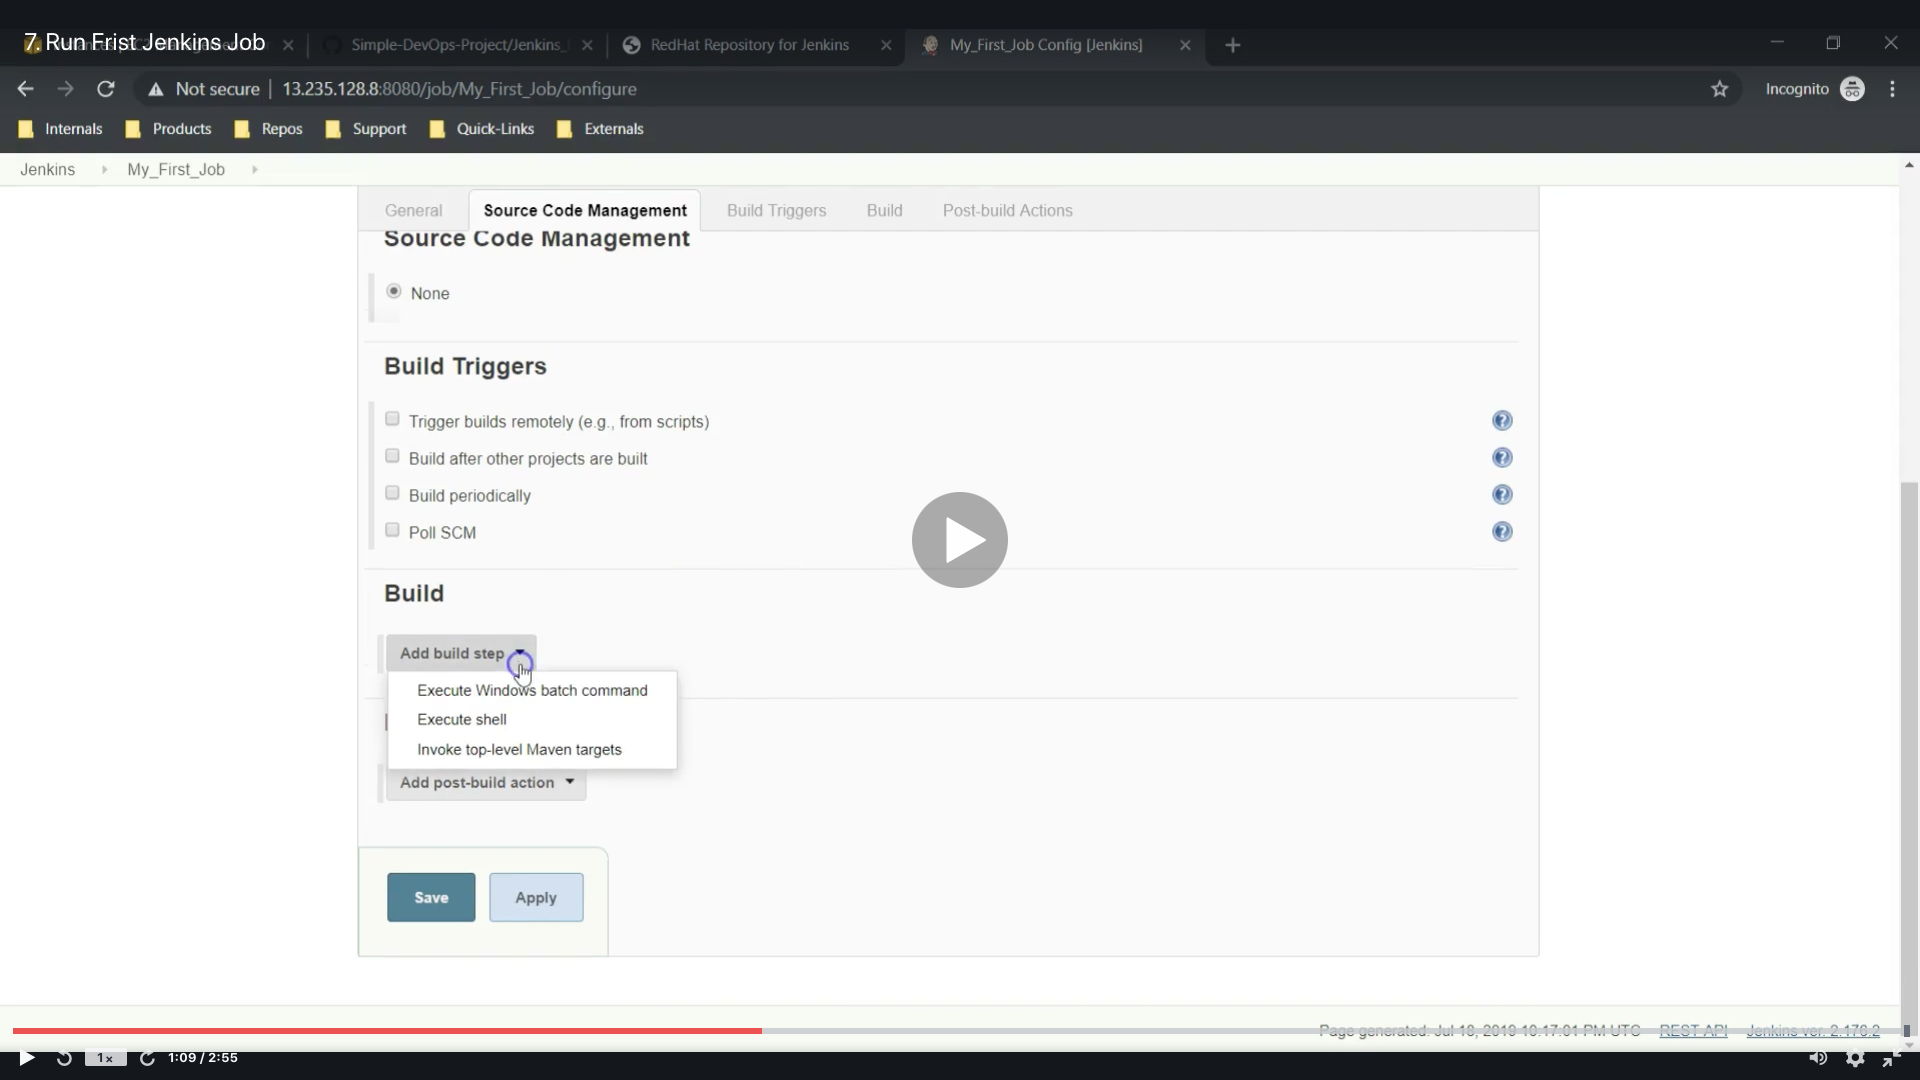 7. Run Frist Jenkins Job
Simple-DevOps-Project/Jenkins_
RedHat Repository for Jenkins
My_First_Job Config [Jenkins]
Not secure
13.235.128.8:8080/job/My_First_Job/configure
Incognito
Internals
Products
Repos
Support
Quick-Links
Externals
Jenkins
My_First_Job
General
Source Code Management
Build Triggers
Build
Post-build Actions
Source Code Management
None
Build Triggers
Trigger builds remotely (e.g., from scripts)
Build after other projects are built
Build periodically
Poll SCM
Build
Add build step
Execute Windows batch command
Execute shell
Invoke top-level Maven targets
Add post-build action
Save
Apply
Page generated: Jul 18, 2019 10:17:01 PM UTC
REST API
Jenkins ver. 2.176.2
1x
1:09 / 2:55